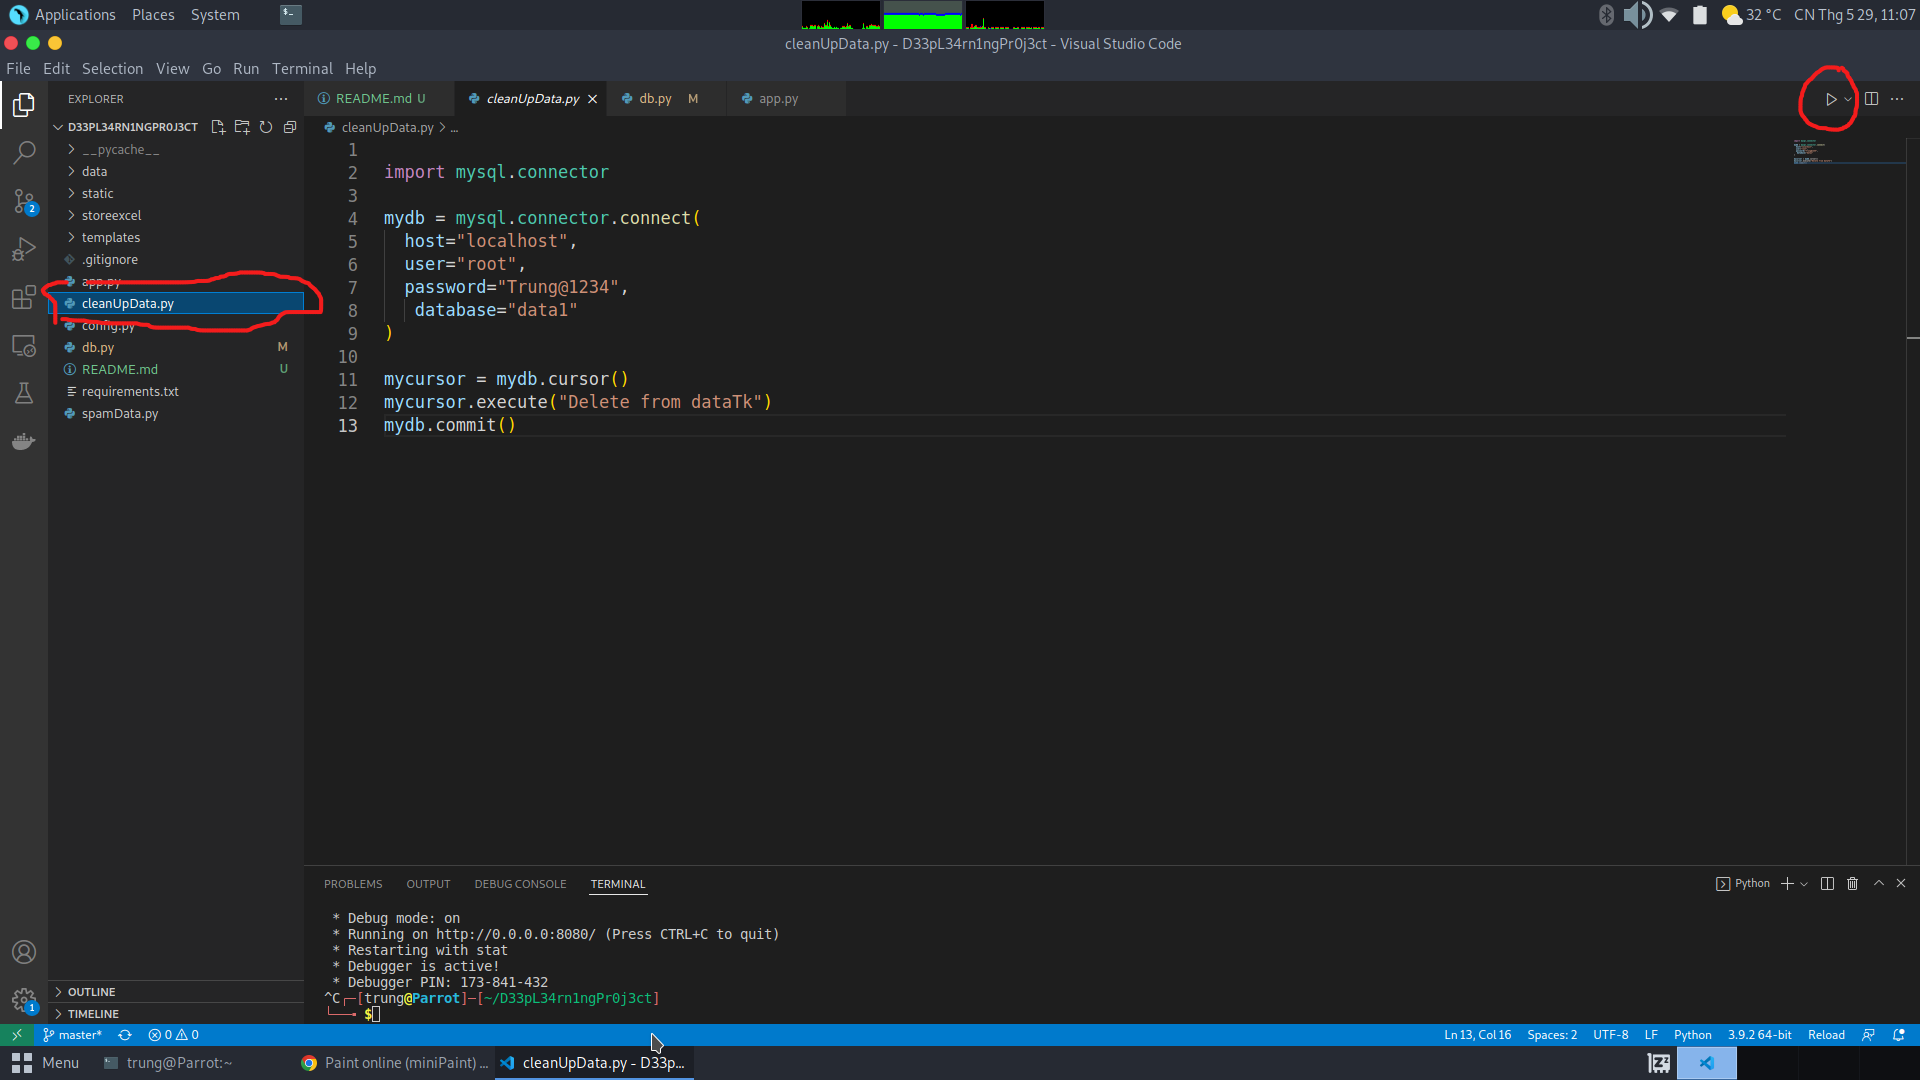 Applications Places System 32 °C CN Thg 5 29, 11:07
cleanUpData.py - D33pL34rn1ngPr0j3ct - Visual Studio Code
File Edit Selection View Go Run Terminal Help
EXPLORER
D33PL34RN1NGPR0J3CT
__pycache__
data
static
storeexcel
templates
.gitignore
app.py
cleanUpData.py
config.py
db.py M
README.md U
requirements.txt
spamData.py
OUTLINE
TIMELINE
2
1
README.md U cleanUpData.py db.py M app.py
cleanUpData.py > ...
1
2 import mysql.connector
3
4 mydb = mysql.connector.connect(
5 host="localhost",
6 user="root",
7 password="Trung@1234",
8 database="data1"
9 )
10
11 mycursor = mydb.cursor()
12 mycursor.execute("Delete from dataTk")
13 mydb.commit()
PROBLEMS OUTPUT DEBUG CONSOLE TERMINAL Python
* Debug mode: on
* Running on http://0.0.0.0:8080/ (Press CTRL+C to quit)
* Restarting with stat
* Debugger is active!
* Debugger PIN: 173-841-432
^C┌─[trung@Parrot]─[~/D33pL34rn1ngPr0j3ct]
└──╼ $
master* 0 0 Ln 13, Col 16 Spaces: 2 UTF-8 LF Python 3.9.2 64-bit Reload
Menu trung@Parrot:~ Paint online (miniPaint) ... cleanUpData.py - D33p...